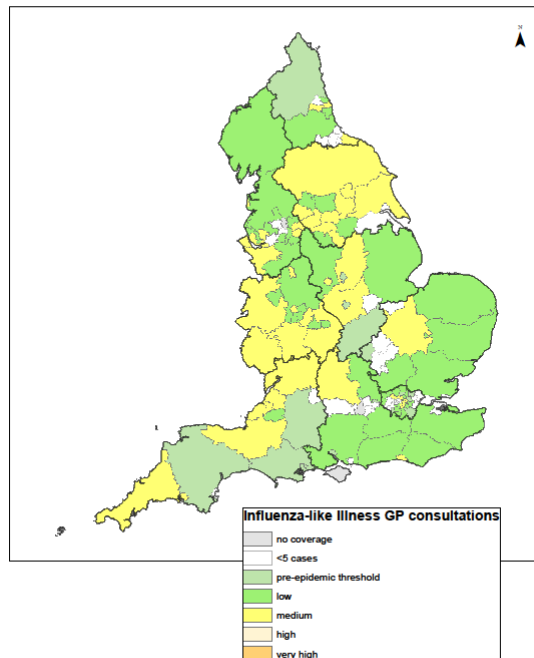 N
Influenza-like Illness GP consultations
no coverage
<5 cases
pre-epidemic threshold
low
medium
high
very high